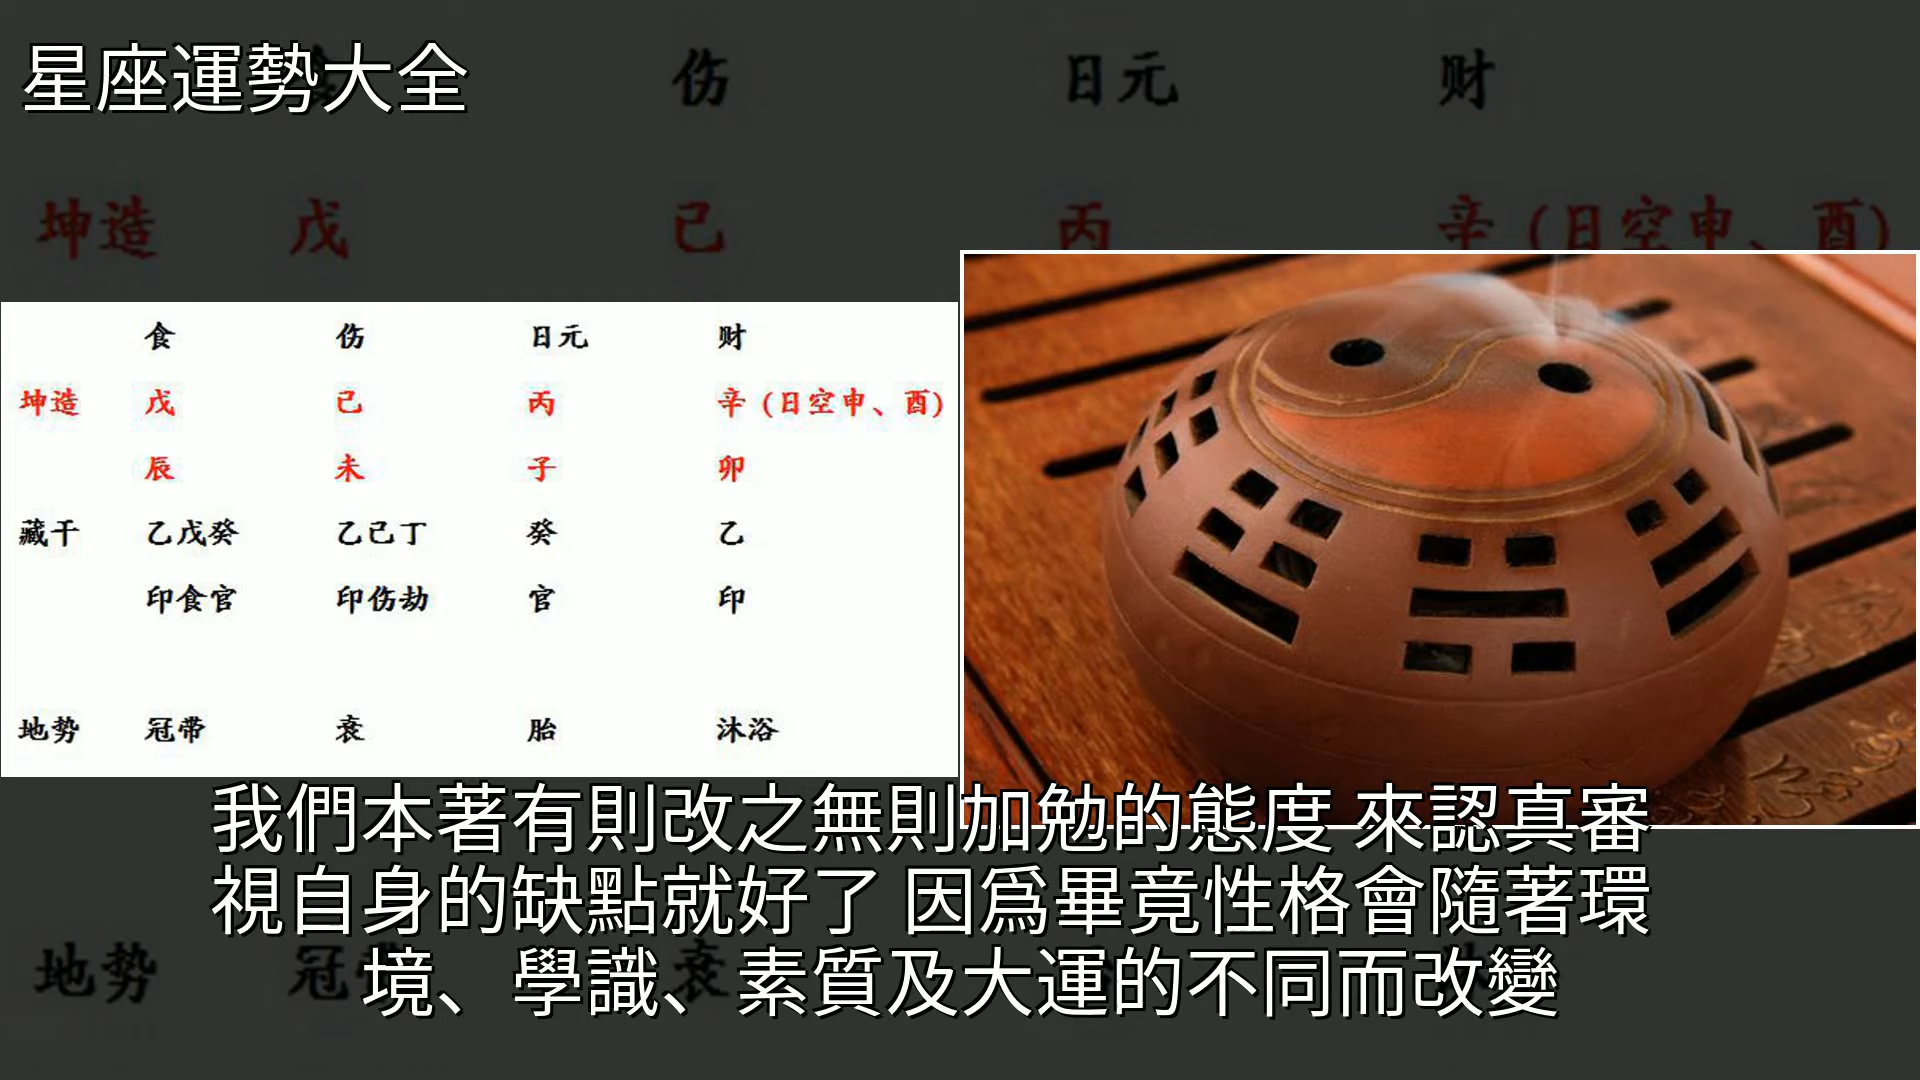 星座運勢大全
伤 日元 财
坤造 戊 己 丙 辛（日空申、酉）
食 伤 日元 财
坤造 戊 己 丙 辛（日空申、酉）
辰 未 子 卯
藏干 乙戊癸 乙己丁 癸 乙
印食官 印伤劫 官 印
地势 冠带 衰 胎 沐浴
我們本著有則改之無則加勉的態度 來認真審
視自身的缺點就好了 因爲畢竟性格會隨著環
境、學識、素質及大運的不同而改變
地势 冠 衰